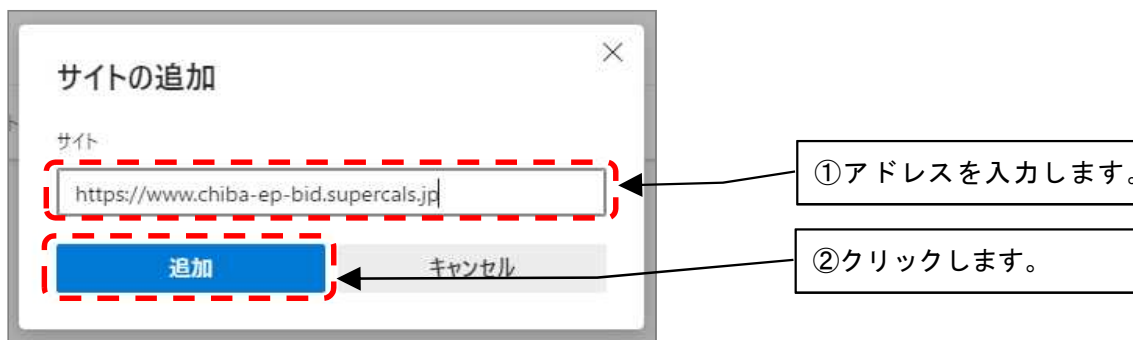 サイトの追加
サイト
https://www.chiba-ep-bid.supercals.jp
①アドレスを入力します。
追加
キャンセル
②クリックします。